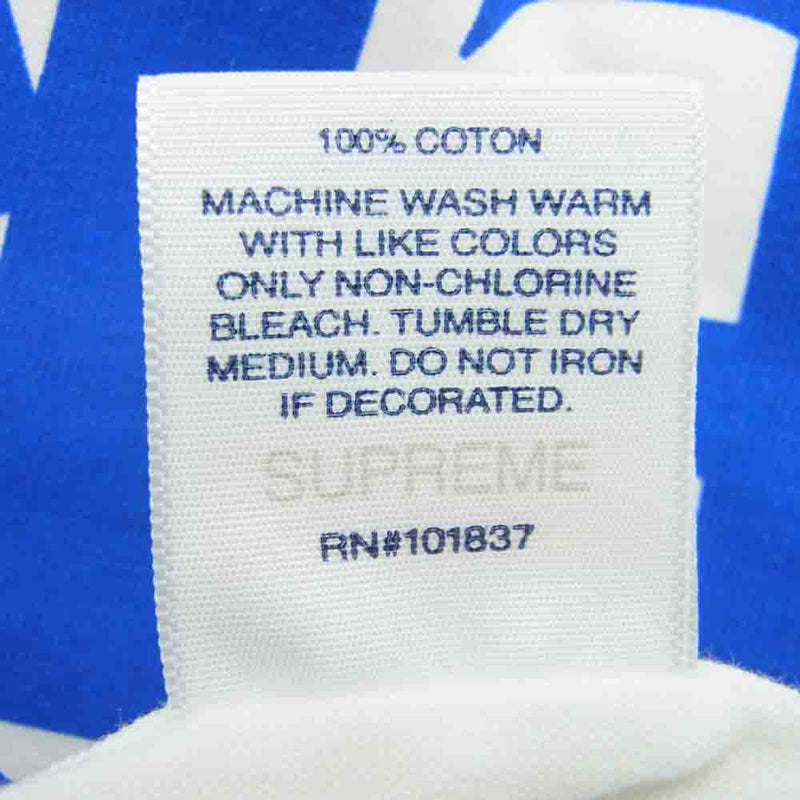 100% COTON
MACHINE WASH WARM
WITH LIKE COLORS
ONLY NON-CHLORINE
BLEACH. TUMBLE DRY
MEDIUM. DO NOT IRON
IF DECORATED.
SUPREME
RN#101837